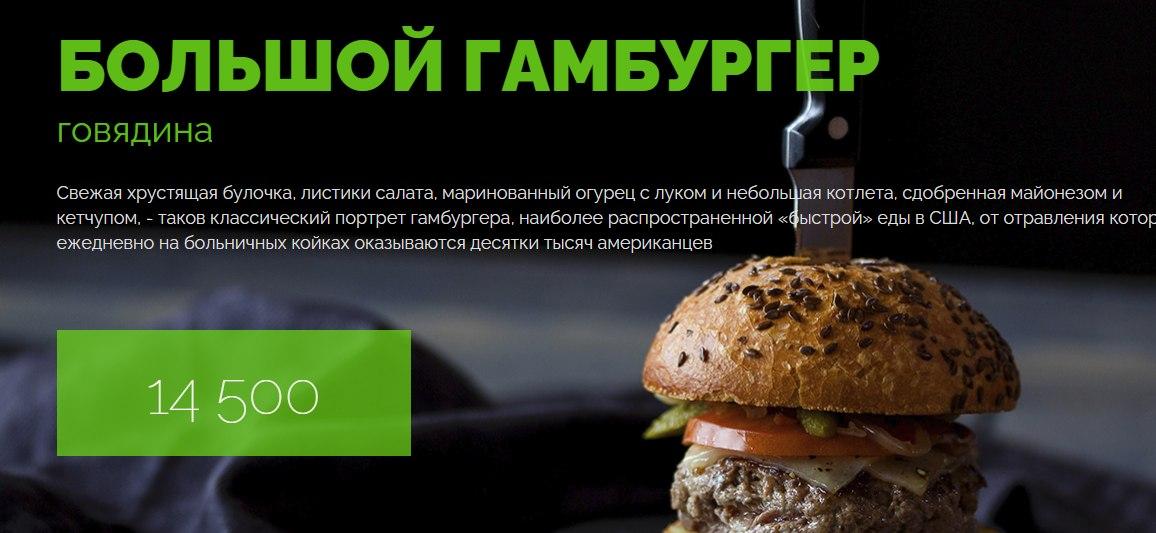 БОЛЬШОЙ ГАМБУРГЕР
говядина
Свежая хрустящая булочка, листики салата, маринованный огурец с луком и небольшая котлета, сдобренная майонезом и
кетчупом, - таков классический портрет гамбургера, наиболее распространенной «быстрой» еды в США, от отравления
ежедневно на больничных койках оказываются десятки тысяч американцев
14 500